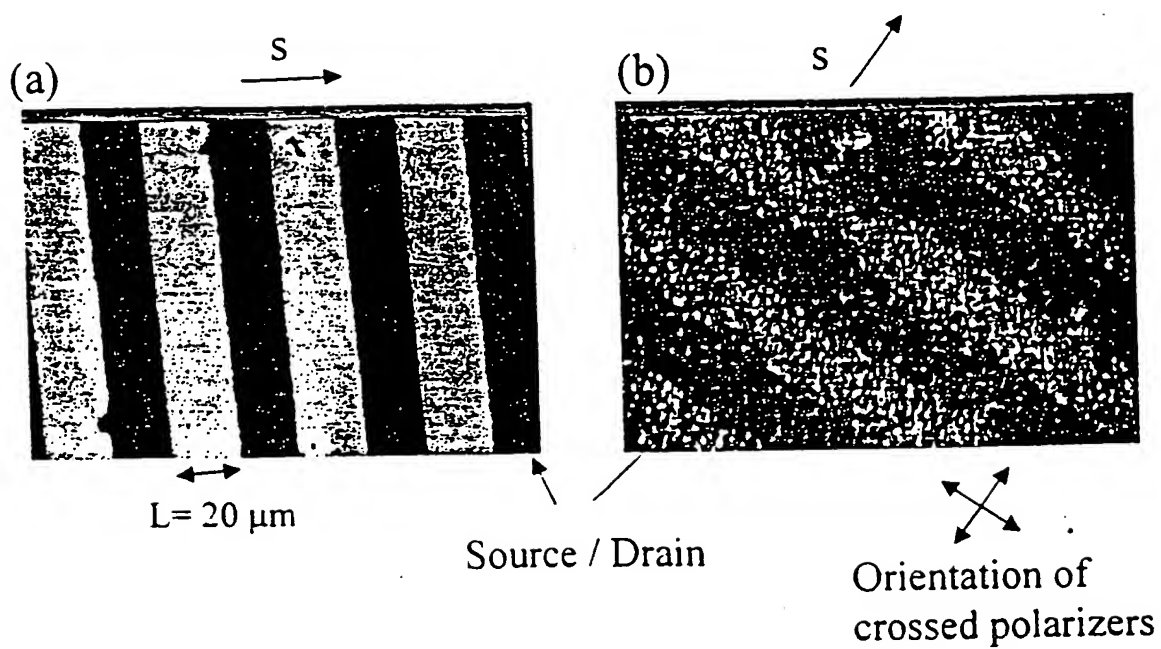 (a)
S
(b)
S
L= 20 μm
Source / Drain
Orientation of
crossed polarizers